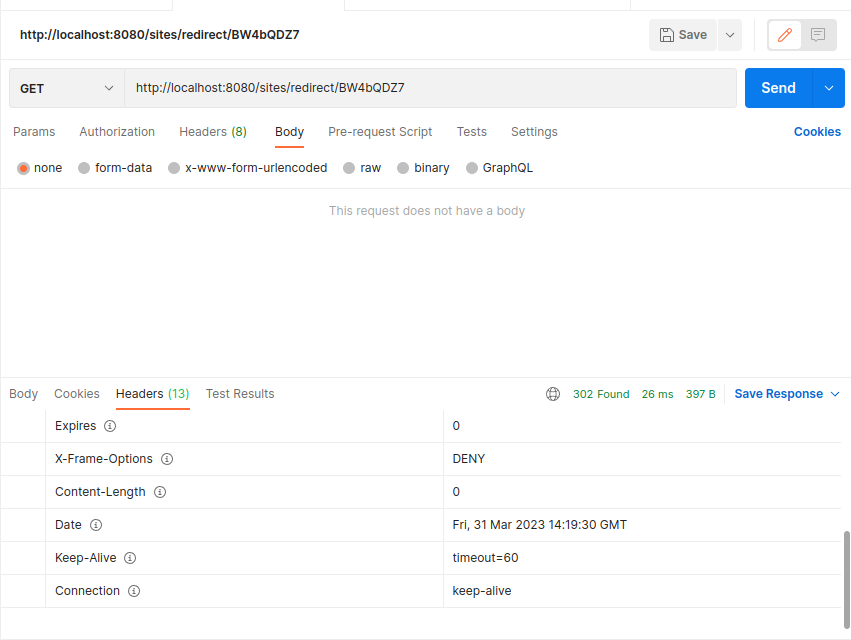 http://localhost:8080/sites/redirect/BW4bQDZ7 Save
GET http://localhost:8080/sites/redirect/BW4bQDZ7 Send
Params Authorization Headers (8) Body Pre-request Script Tests Settings Cookies
none form-data x-www-form-urlencoded raw binary GraphQL
This request does not have a body
Body Cookies Headers (13) Test Results 302 Found 26 ms 397 B Save Response
Expires 0
X-Frame-Options DENY
Content-Length 0
Date Fri, 31 Mar 2023 14:19:30 GMT
Keep-Alive timeout=60
Connection keep-alive